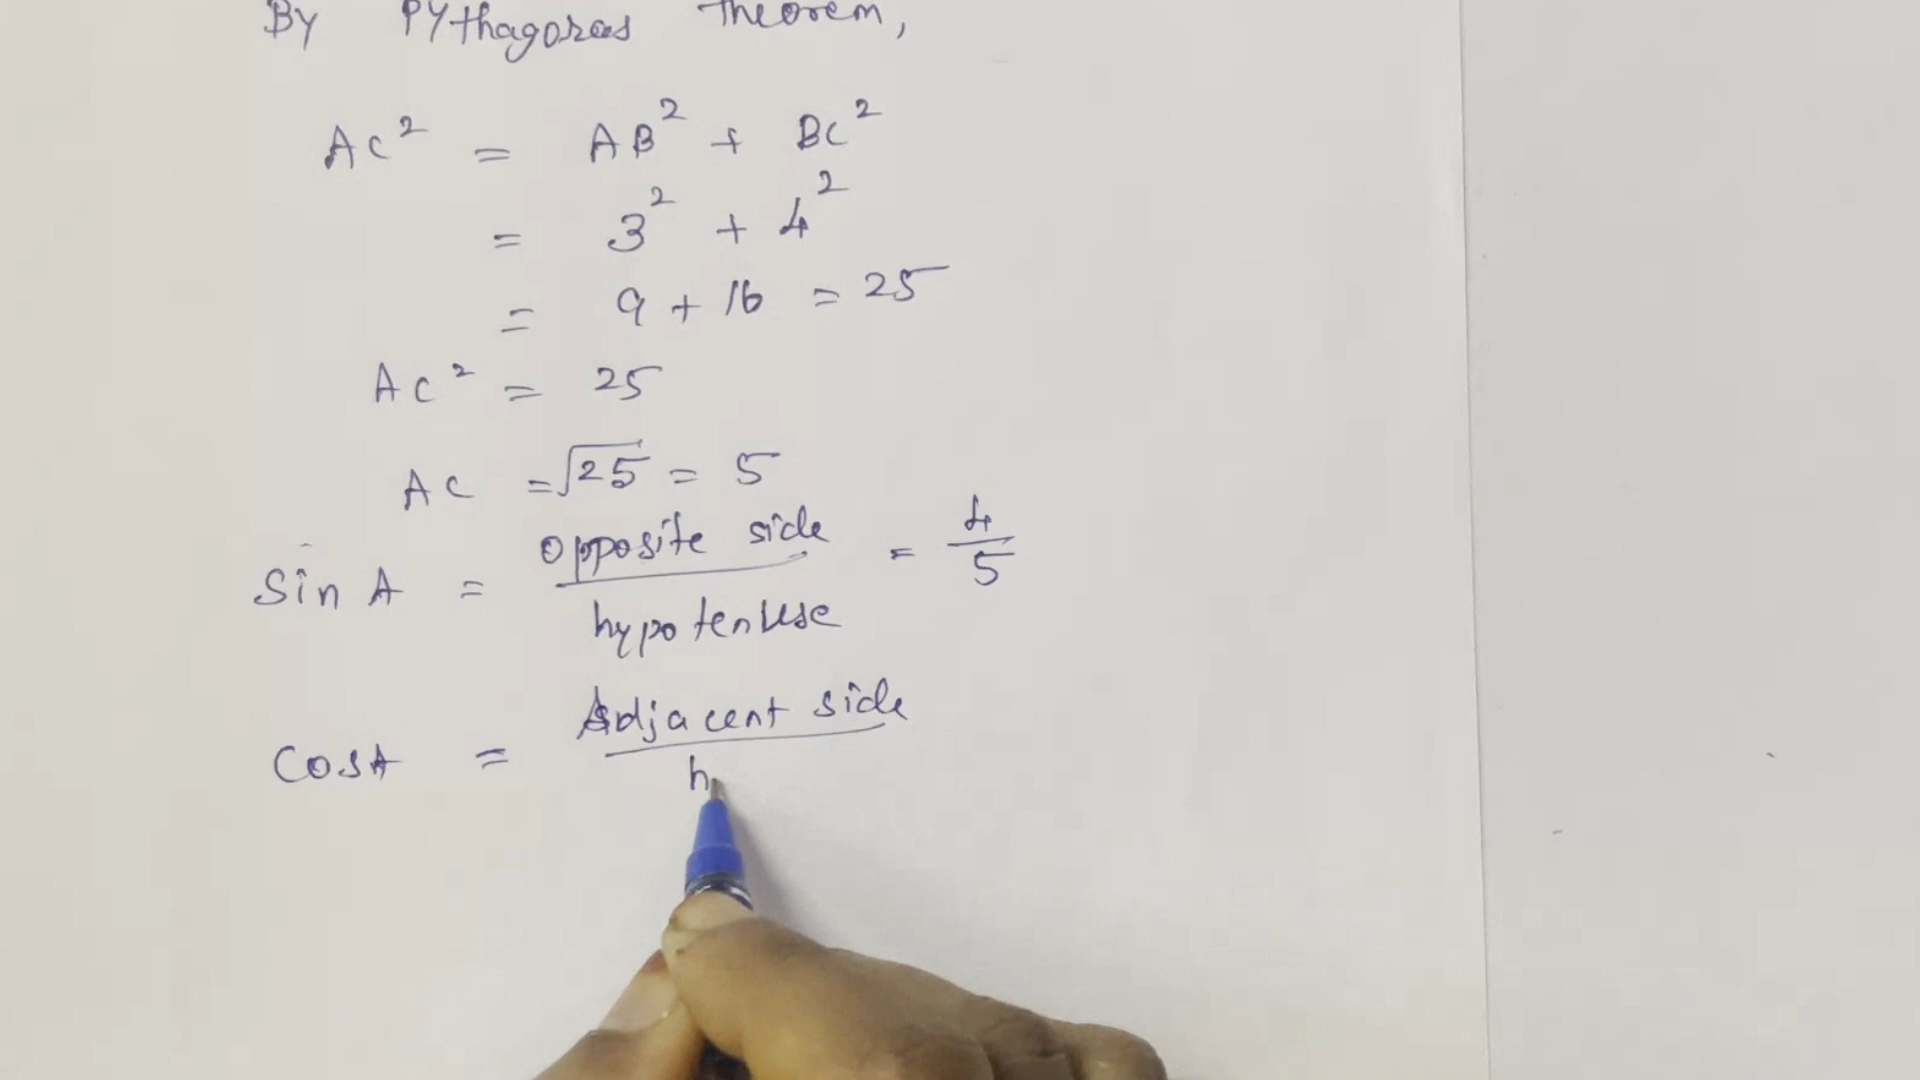 By PYthagoras Theorem,
AC² = AB² + BC²
= 3² + 4²
= 9 + 16 = 25
AC² = 25
AC = √25 = 5
Sin A = opposite side / hypotenuse = 4/5
CosA = Adjacent side / h